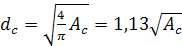 d_c = √(4/π A_c) = 1,13√A_c